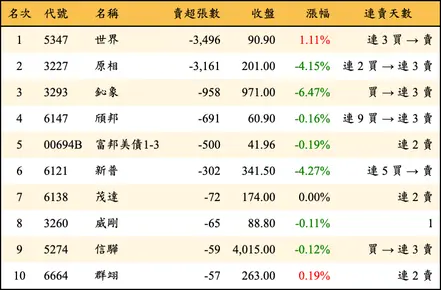 名次 代號 名稱 賣超張數 收盤 漲幅 連賣天數
1 5347 世界 -3,496 90.90 1.11% 連 3 買 → 賣
2 3227 原相 -3,161 201.00 -4.15% 連 2 買 → 連 3 賣
3 3293 鈊象 -958 971.00 -6.47% 買 → 連 3 賣
4 6147 頎邦 -691 60.90 -0.16% 連 9 買 → 連 3 賣
5 00694B 富邦美債1-3 -500 41.96 -0.19% 連 2 賣
6 6121 新普 -302 341.50 -4.27% 連 5 買 → 賣
7 6138 茂達 -72 174.00 0.00% 連 2 賣
8 3260 威剛 -65 88.80 -0.11% 1
9 5274 信驊 -59 4,015.00 -0.12% 買 → 連 3 賣
10 6664 群翊 -57 263.00 0.19% 連 2 賣